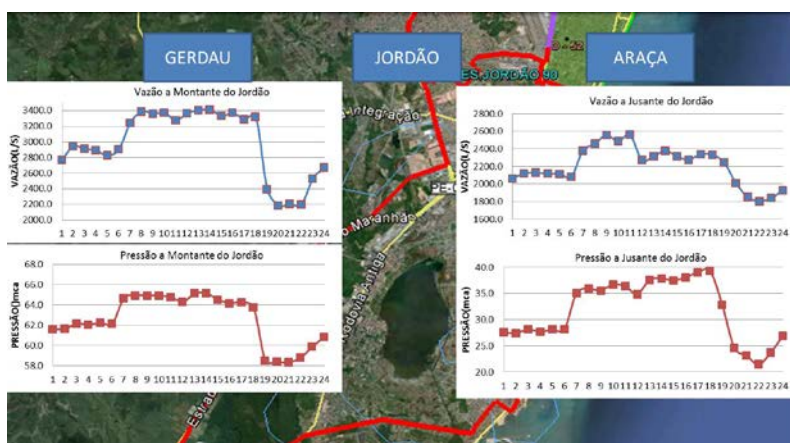 GERDAU
JORDÃO
ARAÇA
D - 52
ES.JORDÃO 90
Integração
Maranhão
Rodovia Antiga
Estrad
Vazão a Montante do Jordão
VAZÃO(L/S)
3400.0
3200.0
3000.0
2800.0
2600.0
2400.0
2200.0
2000.0
1 2 3 4 5 6 7 8 9 10 11 12 13 14 15 16 17 18 19 20 21 22 23 24
Vazão a Jusante do Jordão
VAZÃO(L/S)
2800.0
2600.0
2400.0
2200.0
2000.0
1800.0
1600.0
1 2 3 4 5 6 7 8 9 10 11 12 13 14 15 16 17 18 19 20 21 22 23 24
Pressão a Montante do Jordão
PRESSÃO()mca
68.0
66.0
64.0
62.0
60.0
58.0
1 2 3 4 5 6 7 8 9 10 11 12 13 14 15 16 17 18 19 20 21 22 23 24
Pressão a Jusante do Jordão
PRESSÃO(mca)
40.0
35.0
30.0
25.0
20.0
1 2 3 4 5 6 7 8 9 10 11 12 13 14 15 16 17 18 19 20 21 22 23 24